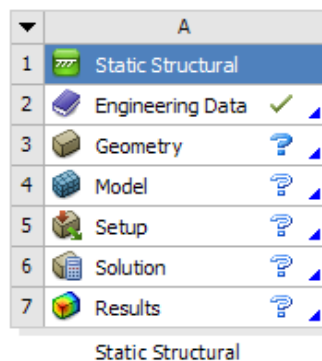 A
1 Static Structural
2 Engineering Data
3 Geometry ?
4 Model ?
5 Setup ?
6 Solution ?
7 Results ?
Static Structural